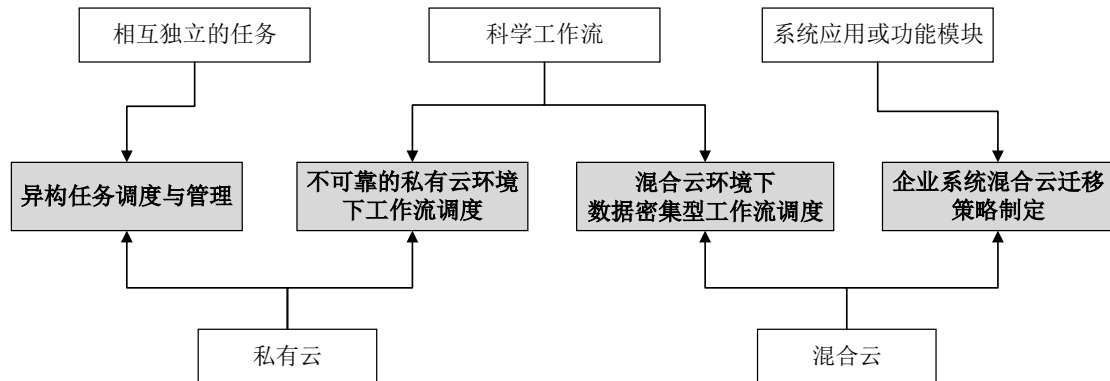 相互独立的任务
科学工作流
系统应用或功能模块
异构任务调度与管理
不可靠的私有云环境
下工作流调度
混合云环境下
数据密集型工作流调度
企业系统混合云迁移
策略制定
私有云
混合云